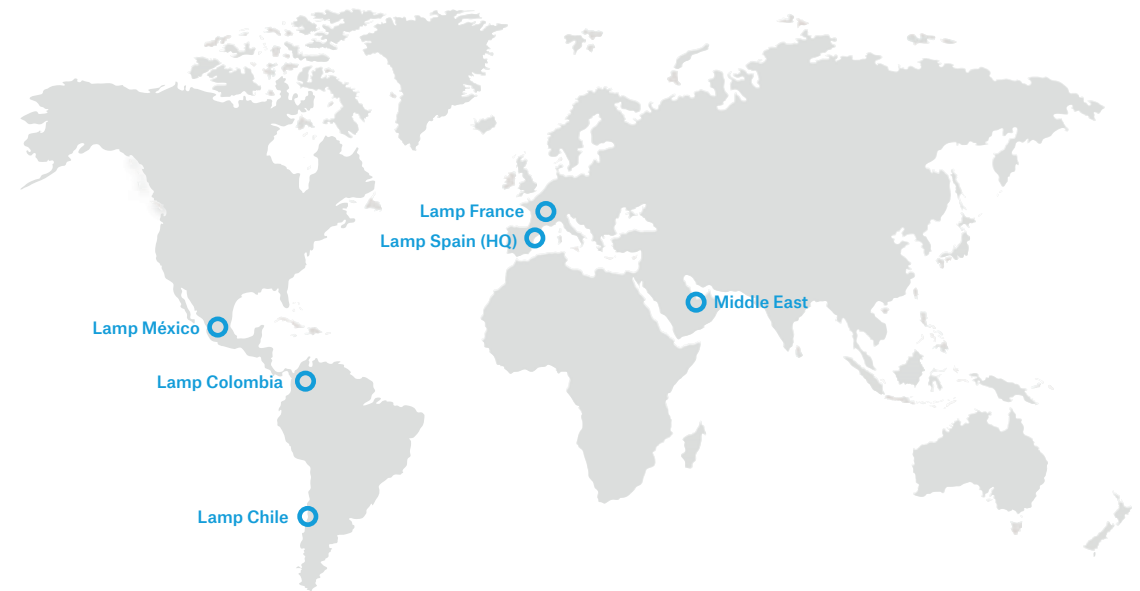 Lamp France
Lamp Spain (HQ)
Middle East
Lamp México
Lamp Colombia
Lamp Chile